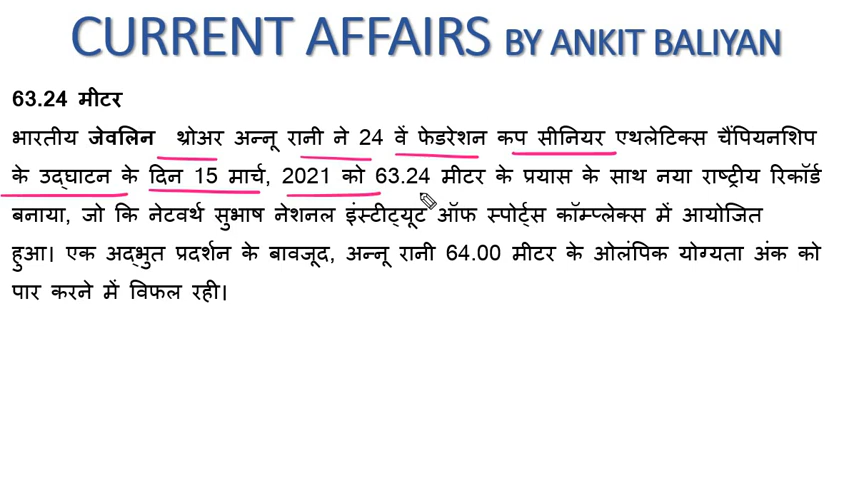 CURRENT AFFAIRS BY ANKIT BALIYAN
63.24 मीटर
भारतीय जेवलिन थ्रोअर अन्नू रानी ने 24 वें फेडरेशन कप सीनियर एथलेटिक्स चैंपियनशिप
के उद्घाटन के दिन 15 मार्च, 2021 को 63.24 मीटर के प्रयास के साथ नया राष्ट्रीय रिकॉर्ड
बनाया, जो कि नेटवर्थ सुभाष नेशनल इंस्टीट्यूट ऑफ स्पोर्ट्स कॉम्प्लेक्स में आयोजित
हुआ। एक अद्भुत प्रदर्शन के बावजूद, अन्नू रानी 64.00 मीटर के ओलंपिक योग्यता अंक को
पार करने में विफल रही।